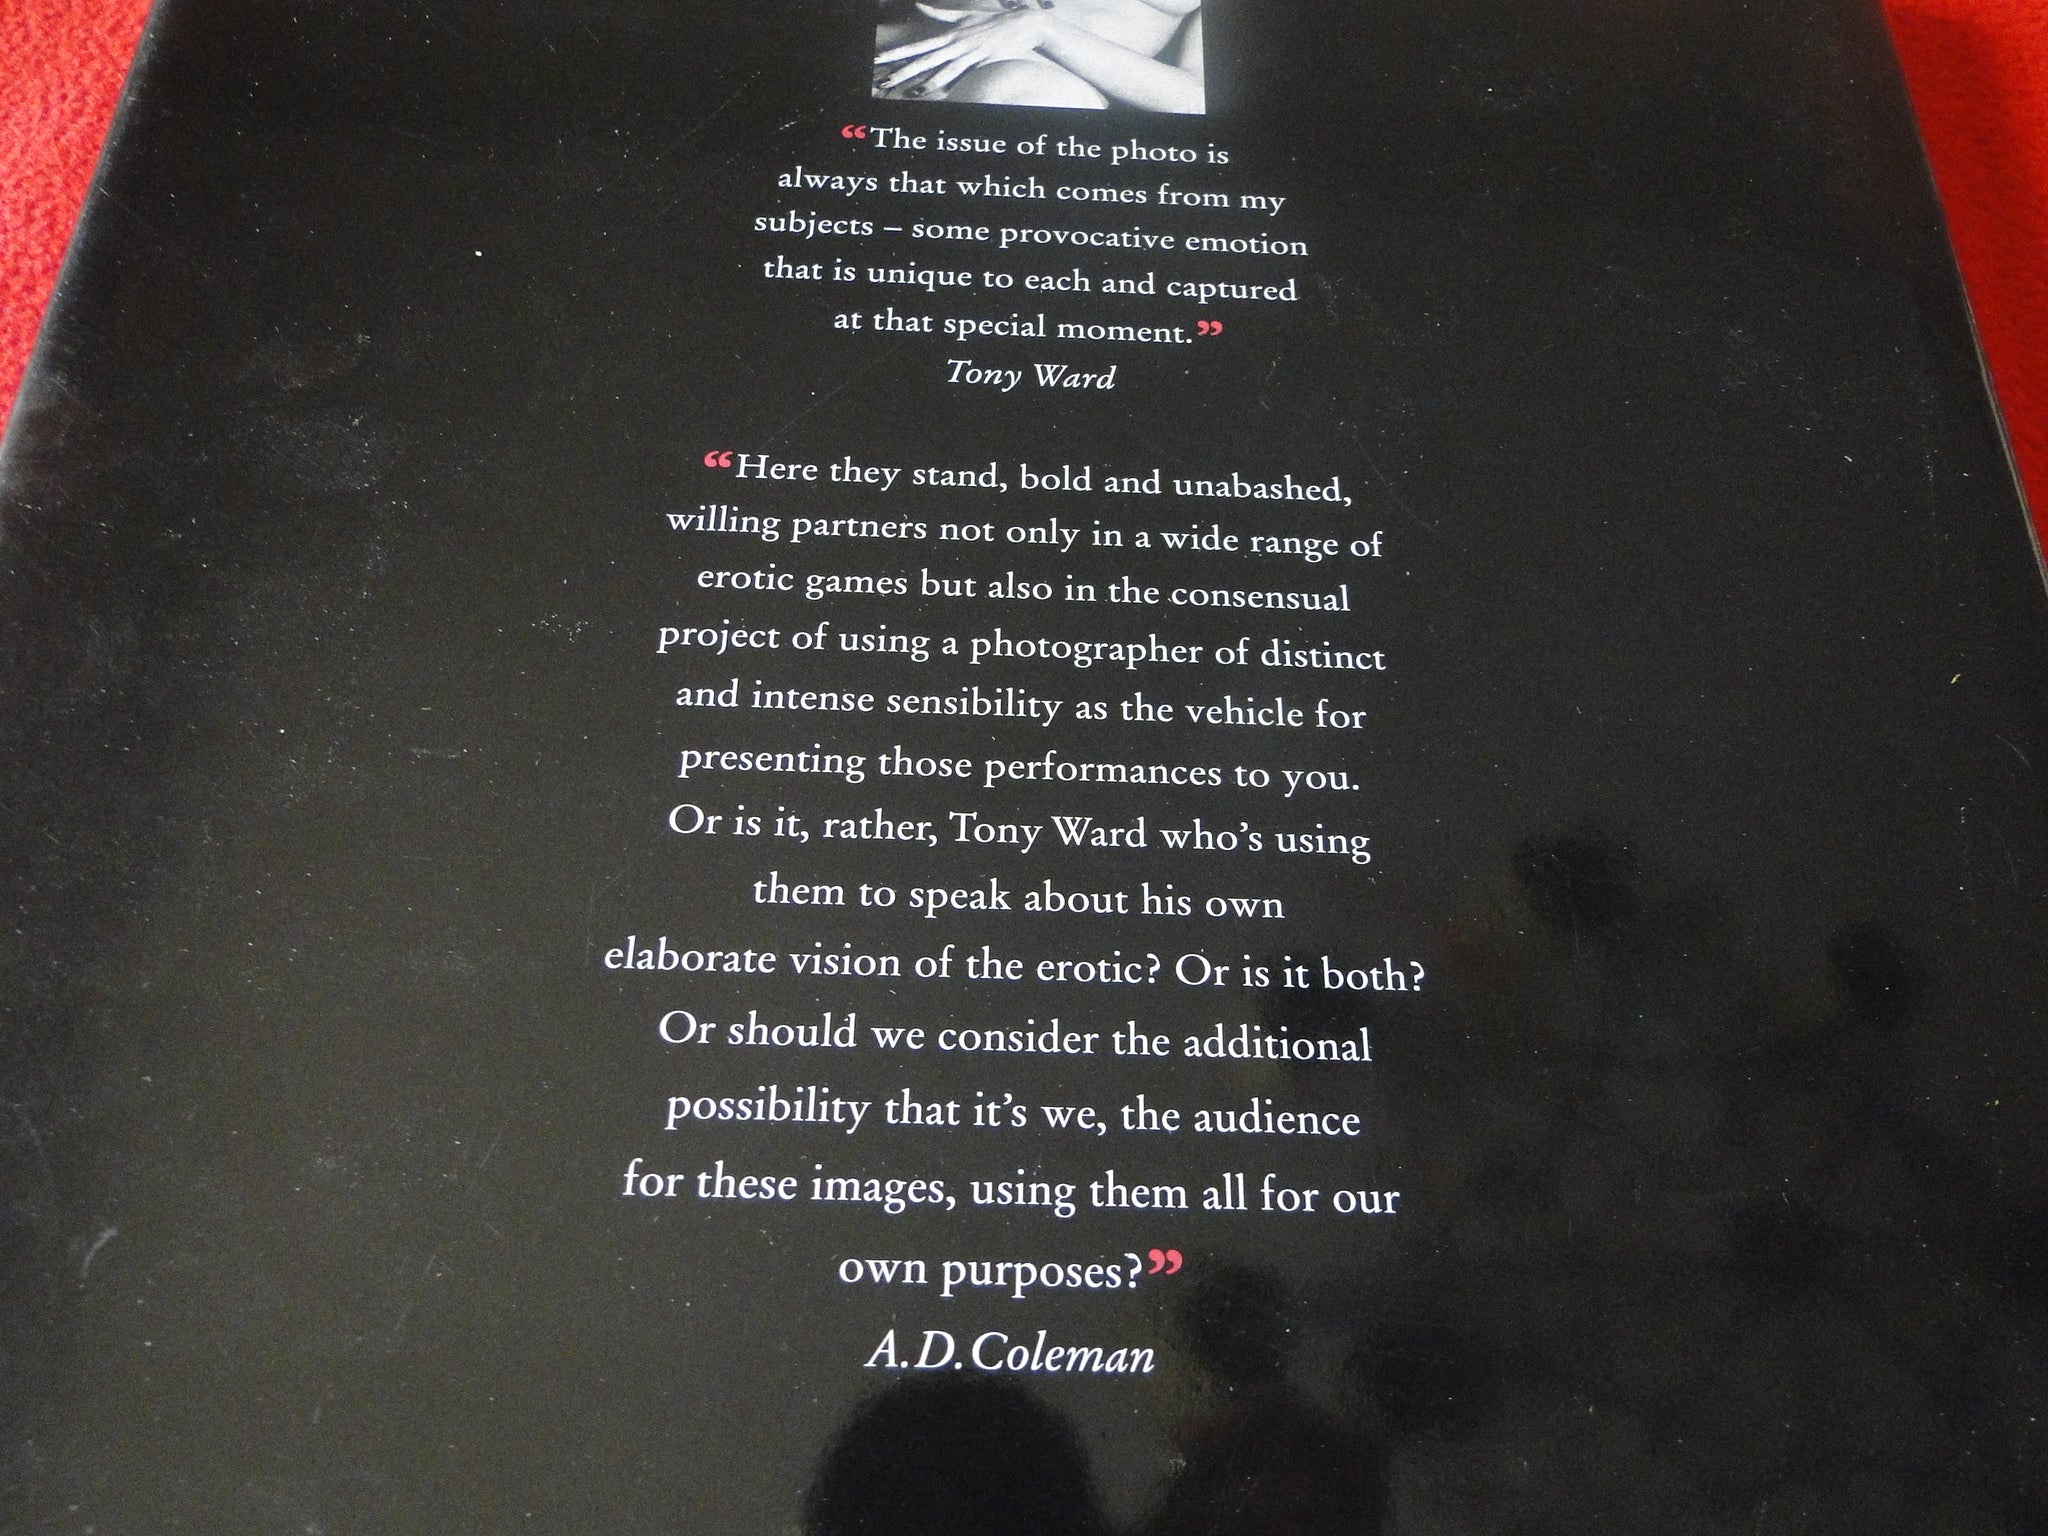 “The issue of the photo is
always that which comes from my
subjects – some provocative emotion
that is unique to each and captured
at that special moment.”
Tony Ward
“Here they stand, bold and unabashed,
willing partners not only in a wide range of
erotic games but also in the consensual
project of using a photographer of distinct
and intense sensibility as the vehicle for
presenting those performances to you.
Or is it, rather, Tony Ward who’s using
them to speak about his own
elaborate vision of the erotic? Or is it both?
Or should we consider the additional
possibility that it’s we, the audience
for these images, using them all for our
own purposes?”
A.D. Coleman